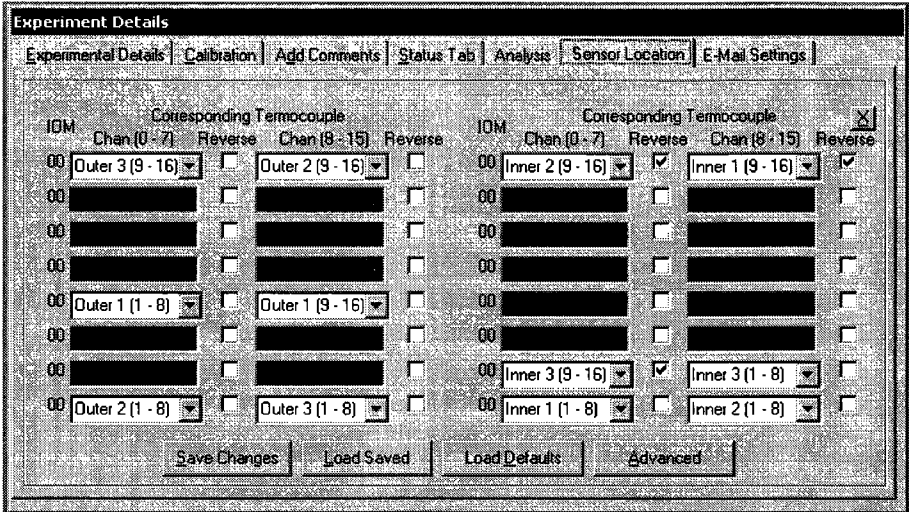 Experiment Details
Experimental Details Calibration Add Comments Status Tab Analysis Sensor Location E-Mail Settings
Corresponding Termocouple Corresponding Termocouple
IOM Chan (0 - 7) Reverse Chan (8 - 15) Reverse IOM Chan (0 - 7) Reverse Chan (8 - 15) Reverse
00 Outer 3 (9 - 16) Outer 2 (9 - 16) 00 Inner 2 (9 - 16) Inner 1 (9 - 16)
00 00
00 00
00 00
00 Outer 1 (1 - 8) Outer 1 (9 - 16) 00
00 00
00 00 Inner 3 (9 - 16) Inner 3 (1 - 8)
00 Outer 2 (1 - 8) Outer 3 (1 - 8) 00 Inner 1 (1 - 8) Inner 2 (1 - 8)
Save Changes Load Saved Load Defaults Advanced